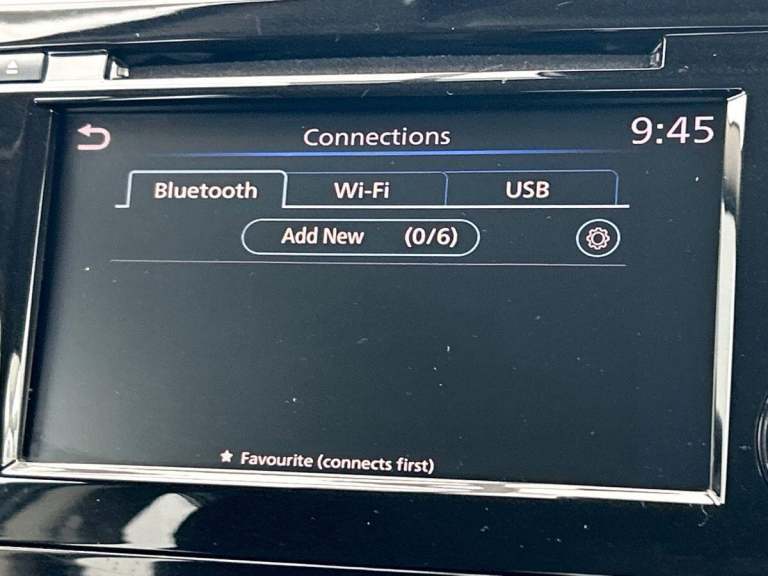 Connections
9:45
Bluetooth Wi-Fi USB
Add New (0/6)
★ Favourite (connects first)